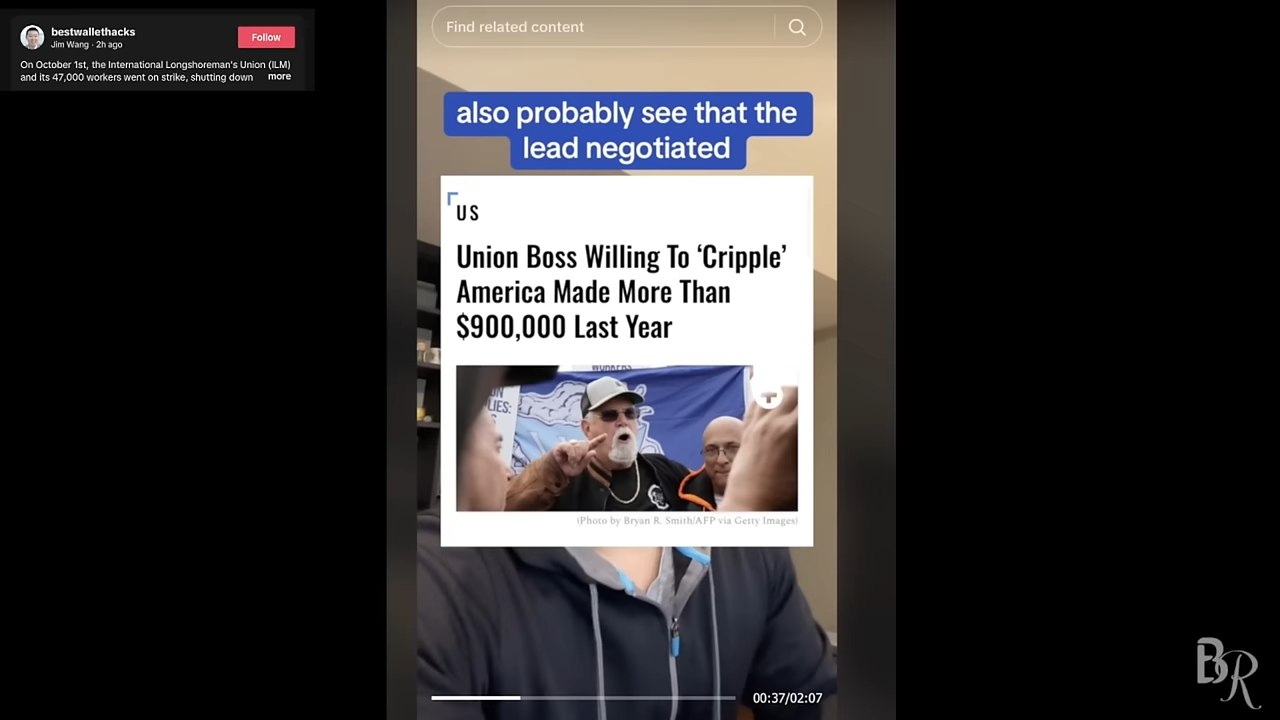 bestwallethacks
Jim Wang · 2h ago
Follow
On October 1st, the International Longshoreman's Union (ILM)
and its 47,000 workers went on strike, shutting down more
Find related content
also probably see that the
lead negotiated
US
Union Boss Willing To ‘Cripple’
America Made More Than
$900,000 Last Year
WORKERS
LIES:
(Photo by Bryan R. Smith/AFP via Getty Images)
00:37/02:07
BR